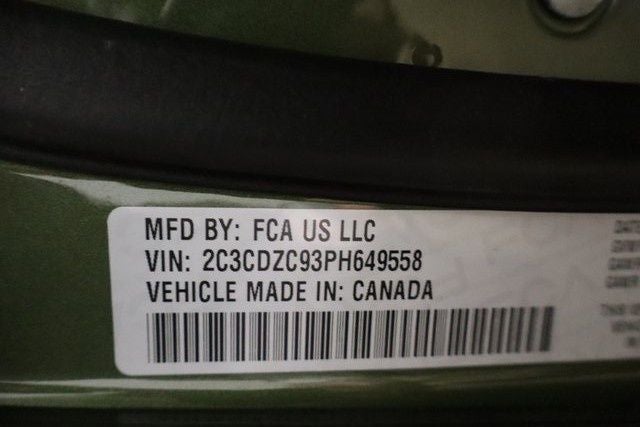 MFD BY: FCA US LLC
VIN: 2C3CDZC93PH649558
VEHICLE MADE IN: CANADA